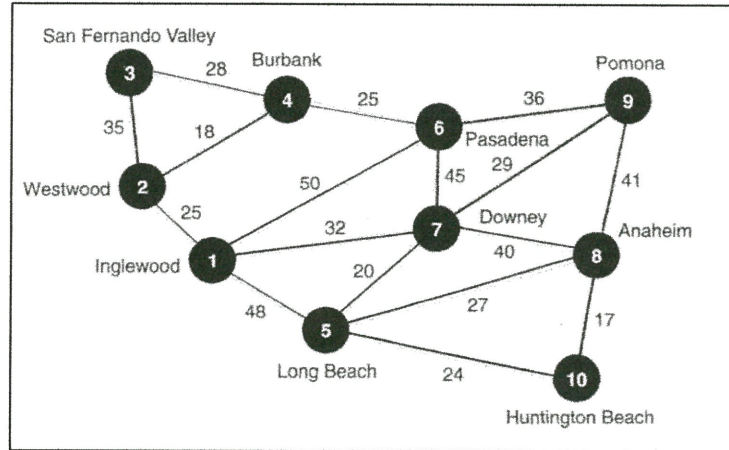 San Fernando Valley
Burbank
Pomona
3
28
4
25
6
36
9
35
18
Pasadena
29
Westwood
2
50
45
41
25
Downey
Anaheim
32
7
Inglewood
1
40
8
20
48
27
17
5
Long Beach
24
10
Huntington Beach